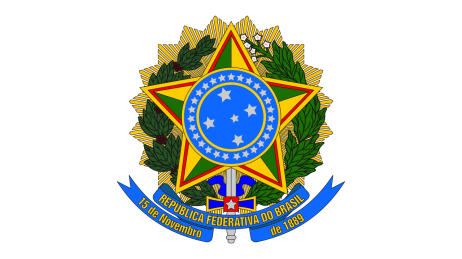 REPÚBLICA FEDERATIVA DO BRASIL
15 de Novembro de 1889